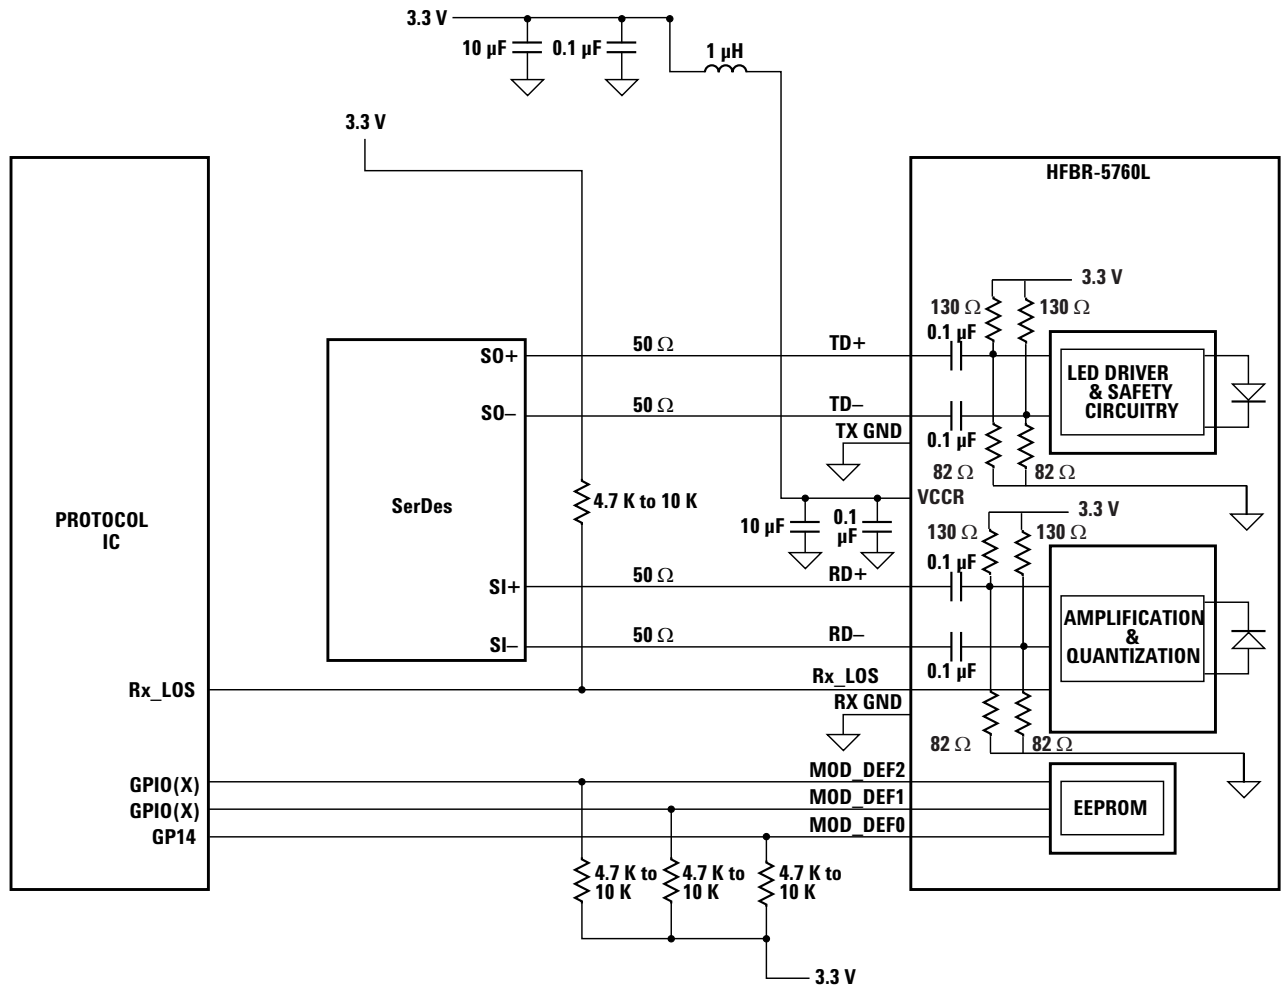 3.3 V
10 µF
0.1 µF
1 µH
3.3 V
HFBR-5760L
3.3 V
130 Ω
130 Ω
0.1 µF
SO+
50 Ω
TD+
LED DRIVER
& SAFETY
CIRCUITRY
SO–
50 Ω
TD–
TX GND
0.1 µF
82 Ω
82 Ω
PROTOCOL
IC
SerDes
4.7 K to 10 K
VCCR
10 µF
0.1
µF
3.3 V
130 Ω
130 Ω
0.1 µF
SI+
50 Ω
RD+
AMPLIFICATION
&
QUANTIZATION
SI–
50 Ω
RD–
0.1 µF
Rx_LOS
Rx_LOS
RX GND
82 Ω
82 Ω
GPIO(X)
MOD_DEF2
GPIO(X)
MOD_DEF1
EEPROM
GP14
MOD_DEF0
4.7 K to
10 K
4.7 K to
10 K
4.7 K to
10 K
3.3 V